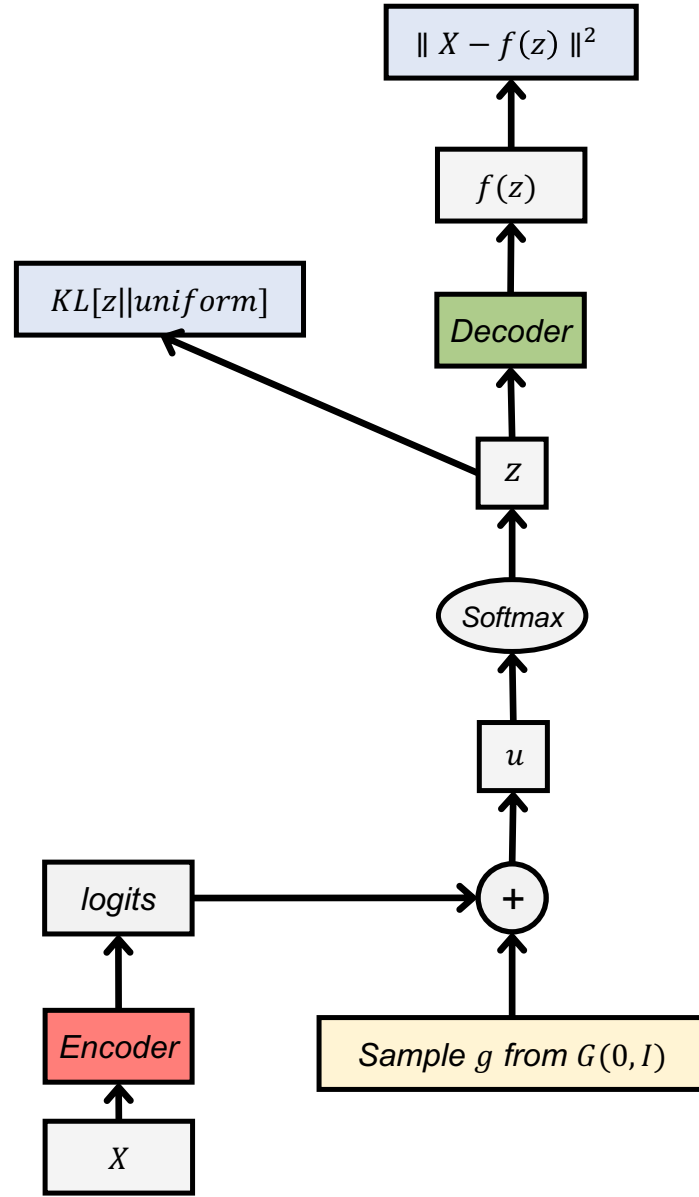 ‖ X − f(z) ‖²
f(z)
KL[z||uniform]
Decoder
z
Softmax
u
logits
+
Encoder
Sample g from G(0, I)
X